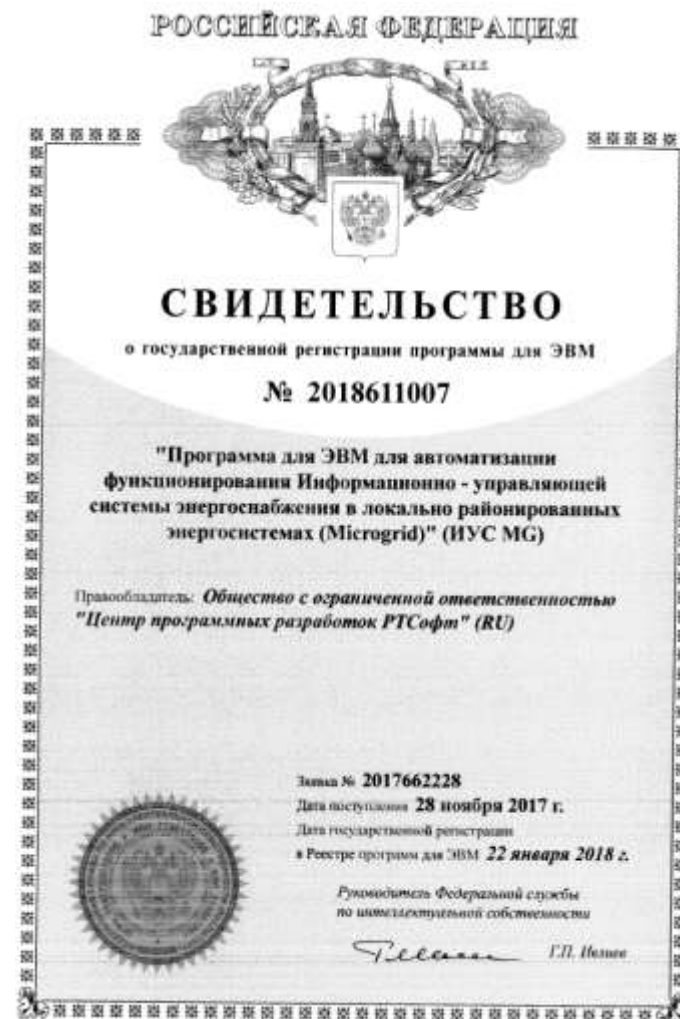 РОССИЙСКАЯ ФЕДЕРАЦИЯ
СВИДЕТЕЛЬСТВО
о государственной регистрации программы для ЭВМ
№ 2018611007
"Программа для ЭВМ для автоматизации
функционирования Информационно - управляющей
системы энергоснабжения в локально районированных
энергосистемах (Microgrid)" (ИУС MG)
Правообладатель: Общество с ограниченной ответственностью
"Центр программных разработок РТСофт" (RU)
Заявка № 2017662228
Дата поступления 28 ноября 2017 г.
Дата государственной регистрации
в Реестре программ для ЭВМ 22 января 2018 г.
Руководитель Федеральной службы
по интеллектуальной собственности
Г.П. Ивлиев